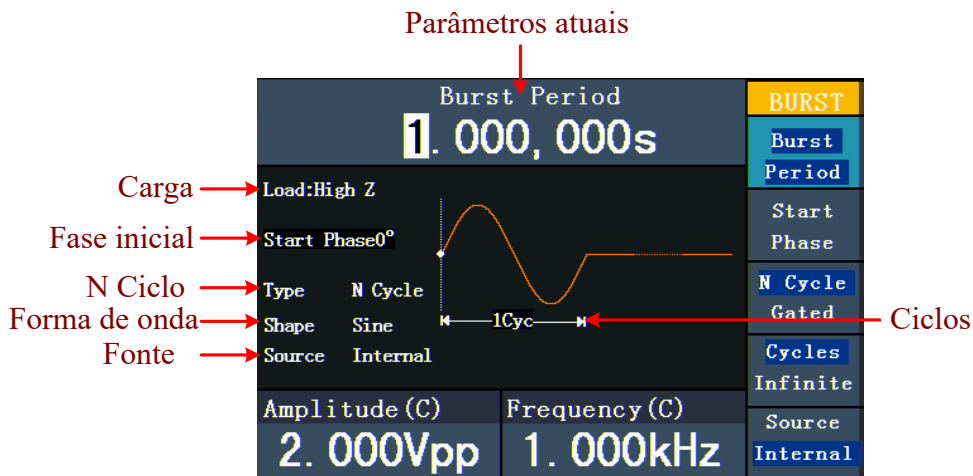 Parâmetros atuais
Burst Period
1.000,000s
Carga
Load:High Z
Fase inicial
Start Phase0°
N Ciclo
Type N Cycle
Forma de onda
Shape Sine
Fonte
Source Internal
1Cyc
Ciclos
Amplitude(C)
2.000Vpp
Frequency(C)
1.000kHz
BURST
Burst
Period
Start
Phase
N Cycle
Gated
Cycles
Infinite
Source
Internal